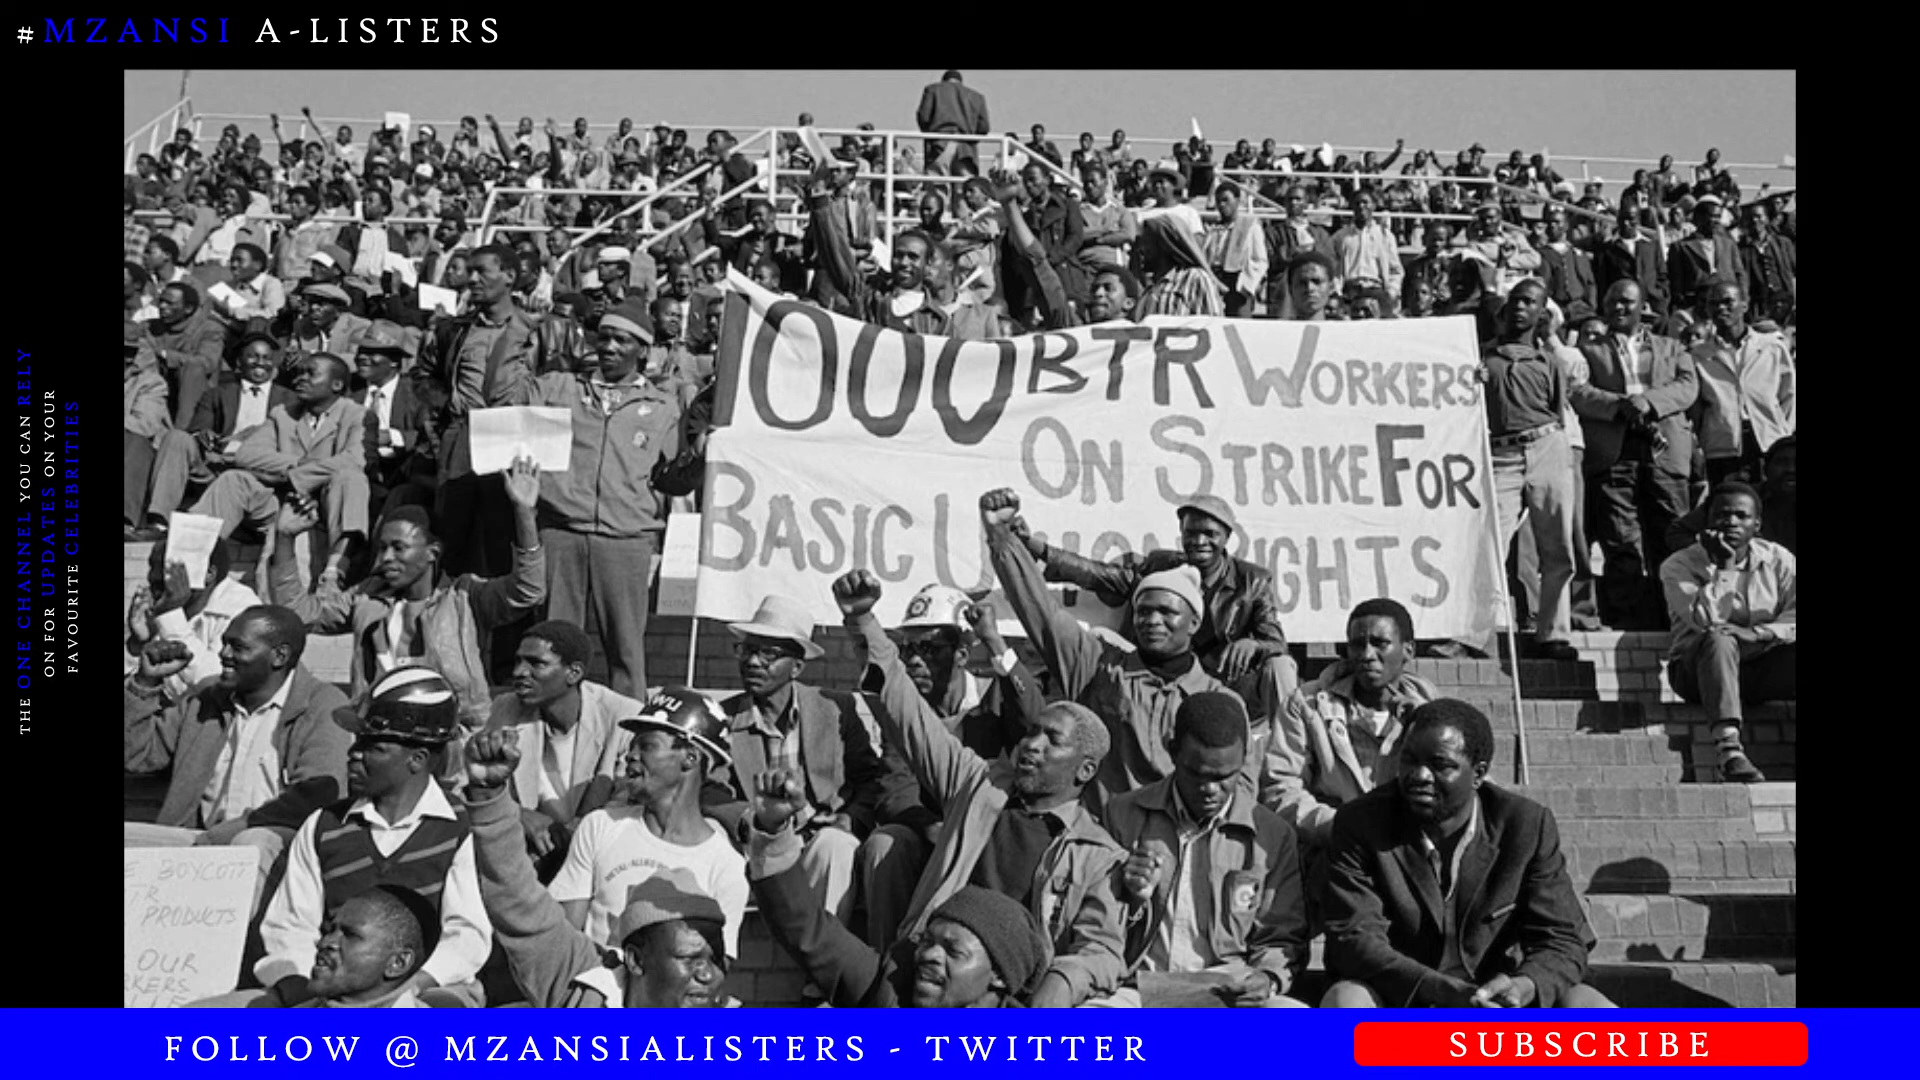 #MZANSI A-LISTERS
THE ONE CHANNEL YOU CAN RELY
ON FOR UPDATES ON YOUR
FAVOURITE CELEBRITIES
1000 BTR WORKERS
ON STRIKE FOR
BASIC UNION RIGHTS
BOYCOTT
PRODUCTS
OUR
FOLLOW @ MZANSIALISTERS - TWITTER
SUBSCRIBE